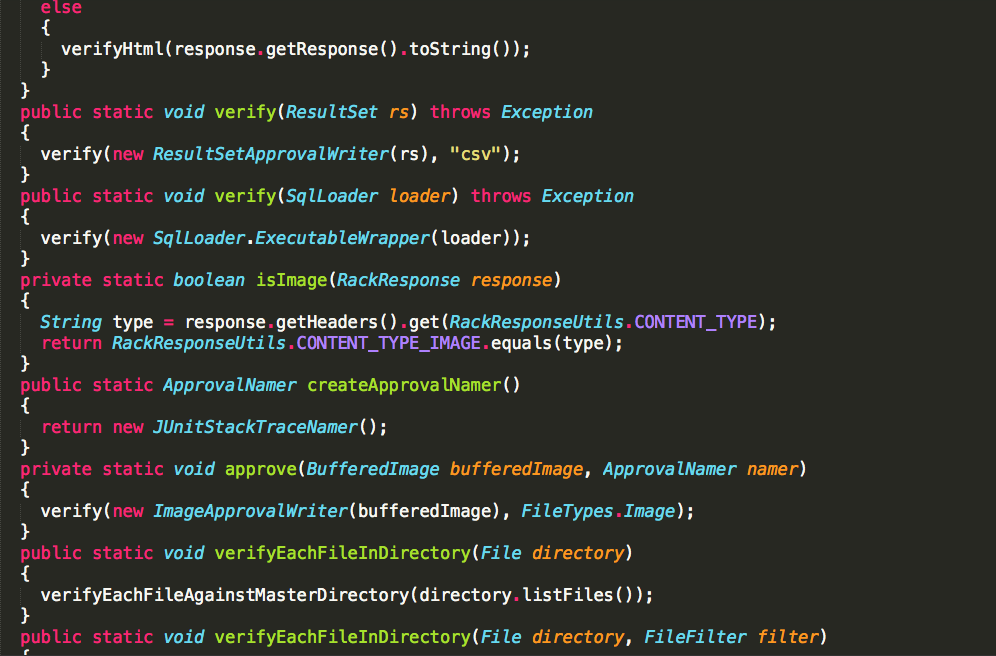 else
{
verifyHtml(response.getResponse().toString());
}
}
public static void verify(ResultSet rs) throws Exception
{
verify(new ResultSetApprovalWriter(rs), "csv");
}
public static void verify(SqlLoader loader) throws Exception
{
verify(new SqlLoader.ExecutableWrapper(loader));
}
private static boolean isImage(RackResponse response)
{
String type = response.getHeaders().get(RackResponseUtils.CONTENT_TYPE);
return RackResponseUtils.CONTENT_TYPE_IMAGE.equals(type);
}
public static ApprovalNamer createApprovalNamer()
{
return new JUnitStackTraceNamer();
}
private static void approve(BufferedImage bufferedImage, ApprovalNamer namer)
{
verify(new ImageApprovalWriter(bufferedImage), FileTypes.Image);
}
public static void verifyEachFileInDirectory(File directory)
{
verifyEachFileAgainstMasterDirectory(directory.listFiles());
}
public static void verifyEachFileInDirectory(File directory, FileFilter filter)
{